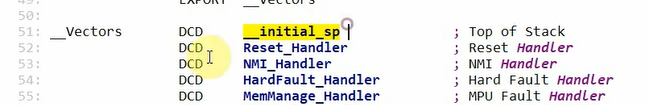 EXPORT __Vectors
50:
51: __Vectors DCD __initial_sp ; Top of Stack
52: DCD Reset_Handler ; Reset Handler
53: DCD NMI_Handler ; NMI Handler
54: DCD HardFault_Handler ; Hard Fault Handler
55: DCD MemManage_Handler ; MPU Fault Handler